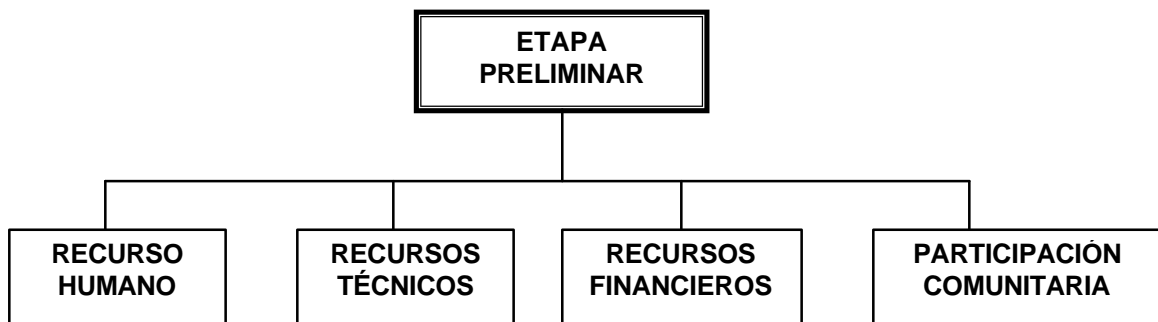 ETAPA
PRELIMINAR
RECURSO
HUMANO
RECURSOS
TÉCNICOS
RECURSOS
FINANCIEROS
PARTICIPACIÓN
COMUNITARIA